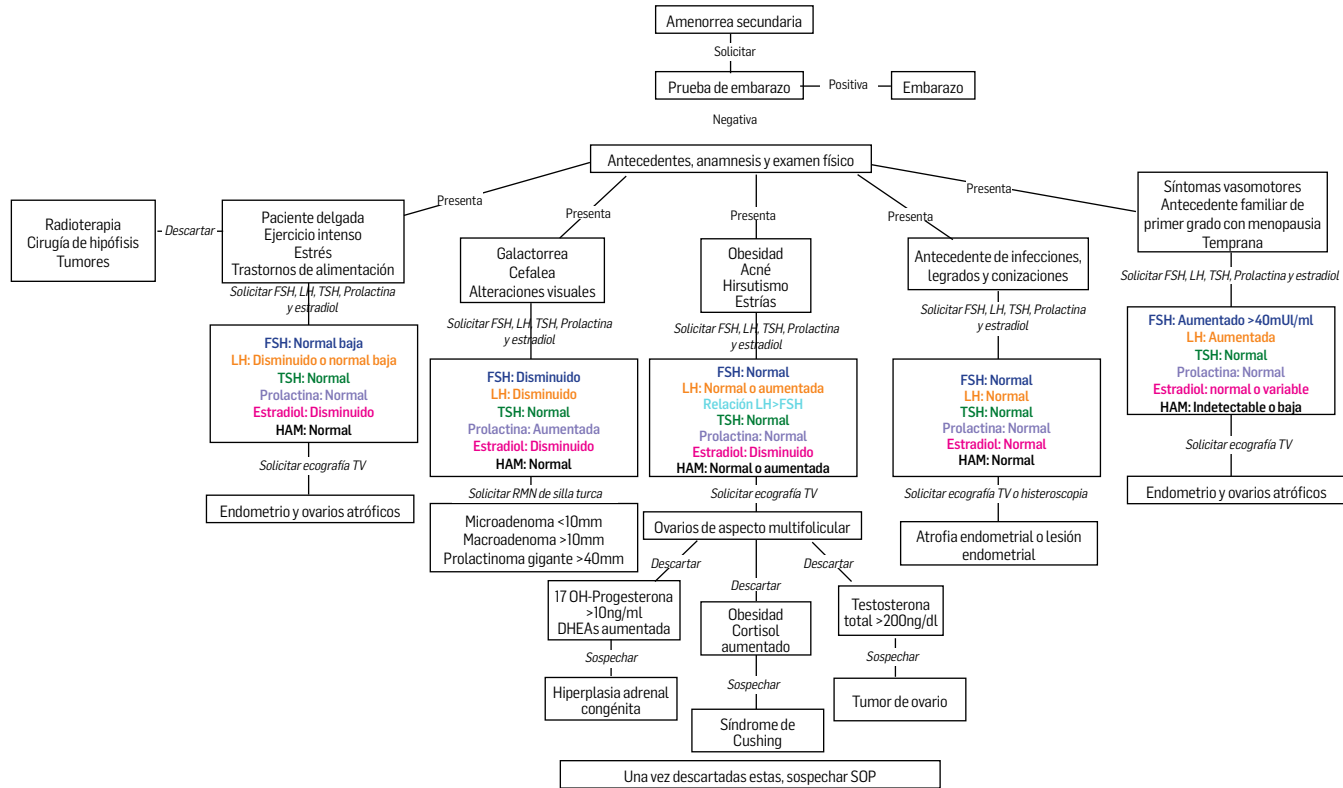 Amenorrea secundaria
Solicitar
Prueba de embarazo
Positiva
Embarazo
Negativa
Antecedentes, anamnesis y examen físico
Presenta
Presenta
Presenta
Presenta
Presenta
Radioterapia
Cirugía de hipófisis
Tumores
Descartar
Paciente delgada
Ejercicio intenso
Estrés
Trastornos de alimentación
Solicitar FSH, LH, TSH, Prolactina
y estradiol
FSH: Normal baja
LH: Disminuido o normal baja
TSH: Normal
Prolactina: Normal
Estradiol: Disminuido
HAM: Normal
Solicitar ecografía TV
Endometrio y ovarios atróficos
Galactorrea
Cefalea
Alteraciones visuales
Solicitar FSH, LH, TSH, Prolactina
y estradiol
FSH: Disminuido
LH: Disminuido
TSH: Normal
Prolactina: Aumentada
Estradiol: Disminuido
HAM: Normal
Solicitar RMN de silla turca
Microadenoma <10mm
Macroadenoma >10mm
Prolactinoma gigante >40mm
Obesidad
Acné
Hirsutismo
Estrías
Solicitar FSH, LH, TSH, Prolactina
y estradiol
FSH: Normal
LH: Normal o aumentada
Relación LH>FSH
TSH: Normal
Prolactina: Normal
Estradiol: Disminuido
HAM: Normal o aumentada
Solicitar ecografía TV
Ovarios de aspecto multifolicular
Descartar
Descartar
Descartar
17 OH-Progesterona
>10ng/ml
DHEAs aumentada
Sospechar
Hiperplasia adrenal
congénita
Obesidad
Cortisol
aumentado
Sospechar
Síndrome de
Cushing
Testosterona
total >200ng/dl
Sospechar
Tumor de ovario
Una vez descartadas estas, sospechar SOP
Antecedente de infecciones,
legrados y conizaciones
Solicitar FSH, LH, TSH, Prolactina
y estradiol
FSH: Normal
LH: Normal
TSH: Normal
Prolactina: Normal
Estradiol: Normal
HAM: Normal
Solicitar ecografía TV o histeroscopia
Atrofia endometrial o lesión
endometrial
Síntomas vasomotores
Antecedente familiar de
primer grado con menopausia
Temprana
Solicitar FSH, LH, TSH, Prolactina y estradiol
FSH: Aumentado >40mUl/ml
LH: Aumentada
TSH: Normal
Prolactina: Normal
Estradiol: normal o variable
HAM: Indetectable o baja
Solicitar ecografía TV
Endometrio y ovarios atróficos